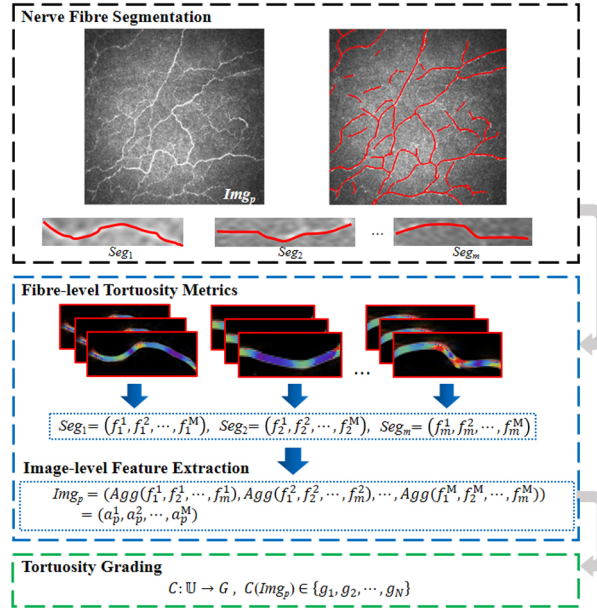 Nerve Fibre Segmentation
Img_p
Seg_1 Seg_2 ... Seg_m
Fibre-level Tortuosity Metrics
...
Seg_1= (f_1^1, f_1^2, ⋯, f_1^M), Seg_2= (f_2^1, f_2^2, ⋯, f_2^M), Seg_m= (f_m^1, f_m^2, ⋯, f_m^M)
Image-level Feature Extraction
Img_p = (Agg(f_1^1, f_2^1, ⋯, f_m^1), Agg(f_1^2, f_2^2, ⋯, f_m^2), ⋯, Agg(f_1^M, f_2^M, ⋯, f_m^M))
= (a_p^1, a_p^2, ⋯, a_p^M)
Tortuosity Grading
C: 𝕌 → G , C(Img_p) ∈ {g_1, g_2, ⋯, g_N}